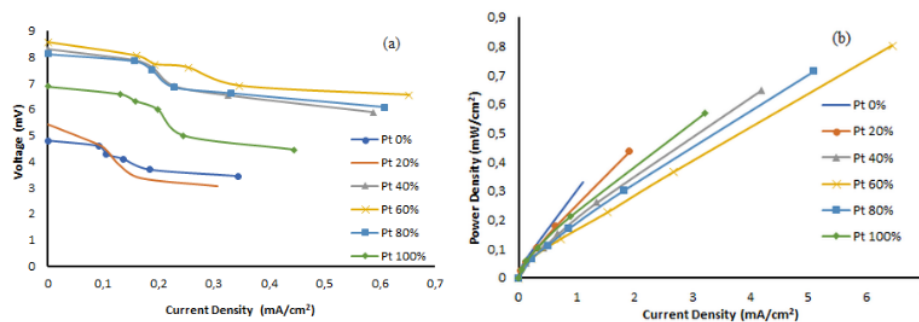 (a)
Voltage (mV)
9
8
7
6
5
4
3
2
1
0
0
0,1
0,2
0,3
0,4
0,5
0,6
0,7
Current Density (mA/cm²)
Pt 0%
Pt 20%
Pt 40%
Pt 60%
Pt 80%
Pt 100%
(b)
Power Density (mW/cm²)
0,9
0,8
0,7
0,6
0,5
0,4
0,3
0,2
0,1
0
0
1
2
3
4
5
6
Current Density (mA/cm²)
Pt 0%
Pt 20%
Pt 40%
Pt 60%
Pt 80%
Pt 100%